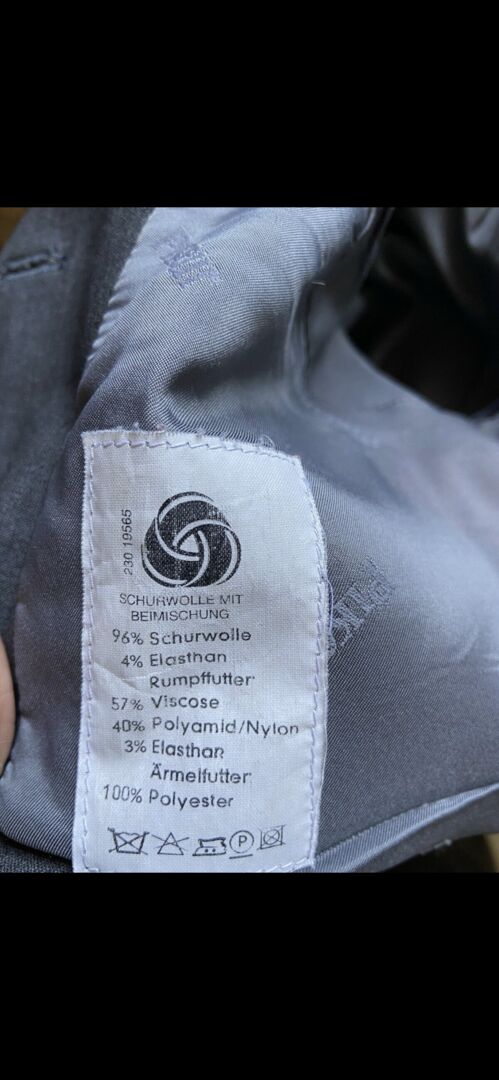 230 19565
SCHURWOLLE MIT
BEIMISCHUNG
96% Schurwolle
4% Elasthan
Rumpffutter
57% Viscose
40% Polyamid/Nylon
3% Elasthan
Ärmelfutter
100% Polyester
P